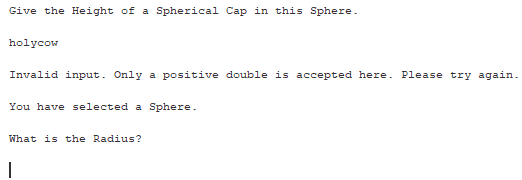 Give the Height of a Spherical Cap in this Sphere.
holycow
Invalid input. Only a positive double is accepted here. Please try again.
You have selected a Sphere.
What is the Radius?